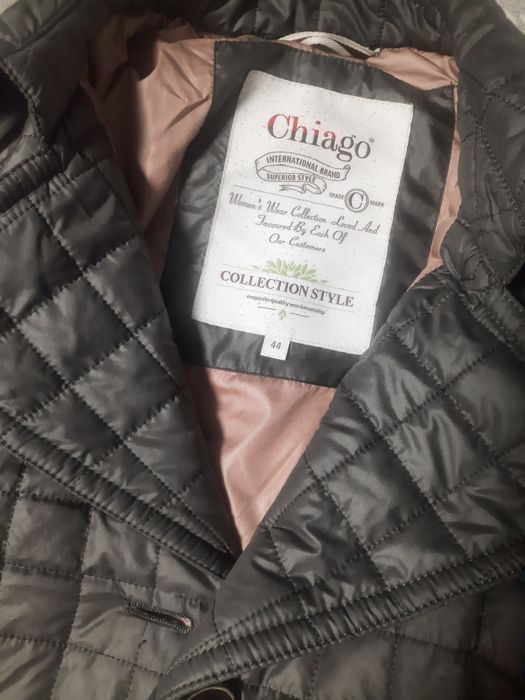 Chiago®
INTERNATIONAL BRAND
SUPERIOR STYLE
TRADE C MARK
Women's Wear Collection Loved And
Favoured By Each Of
Our Customers
COLLECTION STYLE
exquisite quality workmanship
44